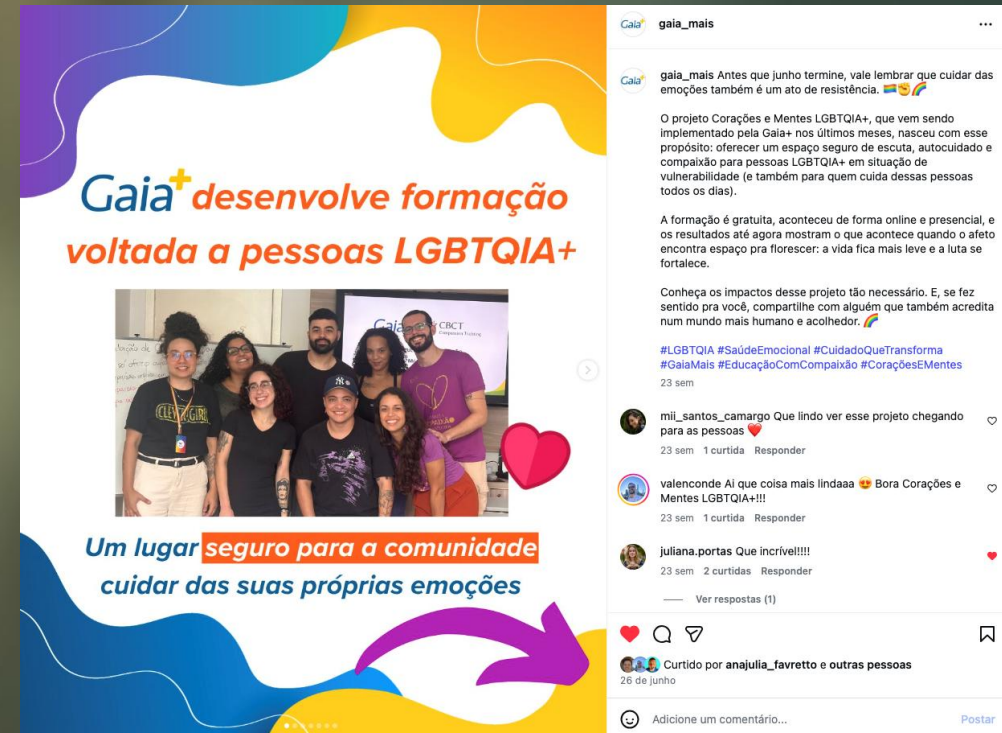 Gaia+ desenvolve formação
voltada a pessoas LGBTQIA+
Gaia
CBCT
CLEVER GIRL
NY
Um lugar seguro para a comunidade
cuidar das suas próprias emoções
Gaia+
gaia_mais
Gaia+
gaia_mais Antes que junho termine, vale lembrar que cuidar das
emoções também é um ato de resistência. 🏳️‍🌈✊🌈
O projeto Corações e Mentes LGBTQIA+, que vem sendo
implementado pela Gaia+ nos últimos meses, nasceu com esse
propósito: oferecer um espaço seguro de escuta, autocuidado e
compaixão para pessoas LGBTQIA+ em situação de
vulnerabilidade (e também para quem cuida dessas pessoas
todos os dias).
A formação é gratuita, aconteceu de forma online e presencial, e
os resultados até agora mostram o que acontece quando o afeto
encontra espaço pra florescer: a vida fica mais leve e a luta se
fortalece.
Conheça os impactos desse projeto tão necessário. E, se fez
sentido pra você, compartilhe com alguém que também acredita
num mundo mais humano e acolhedor. 🌈
#LGBTQIA #SaúdeEmocional #CuidadoQueTransforma
#GaiaMais #EducaçãoComCompaixão #CoraçõesEMentes
23 sem
mii_santos_camargo Que lindo ver esse projeto chegando
para as pessoas ❤️
23 sem 1 curtida Responder
valenconde Ai que coisa mais lindaaa 😍 Bora Corações e
Mentes LGBTQIA+!!!
23 sem 1 curtida Responder
juliana.portas Que incrível!!!!
23 sem 2 curtidas Responder
Ver respostas (1)
Curtido por anajulia_favretto e outras pessoas
26 de junho
Adicione um comentário...
Postar